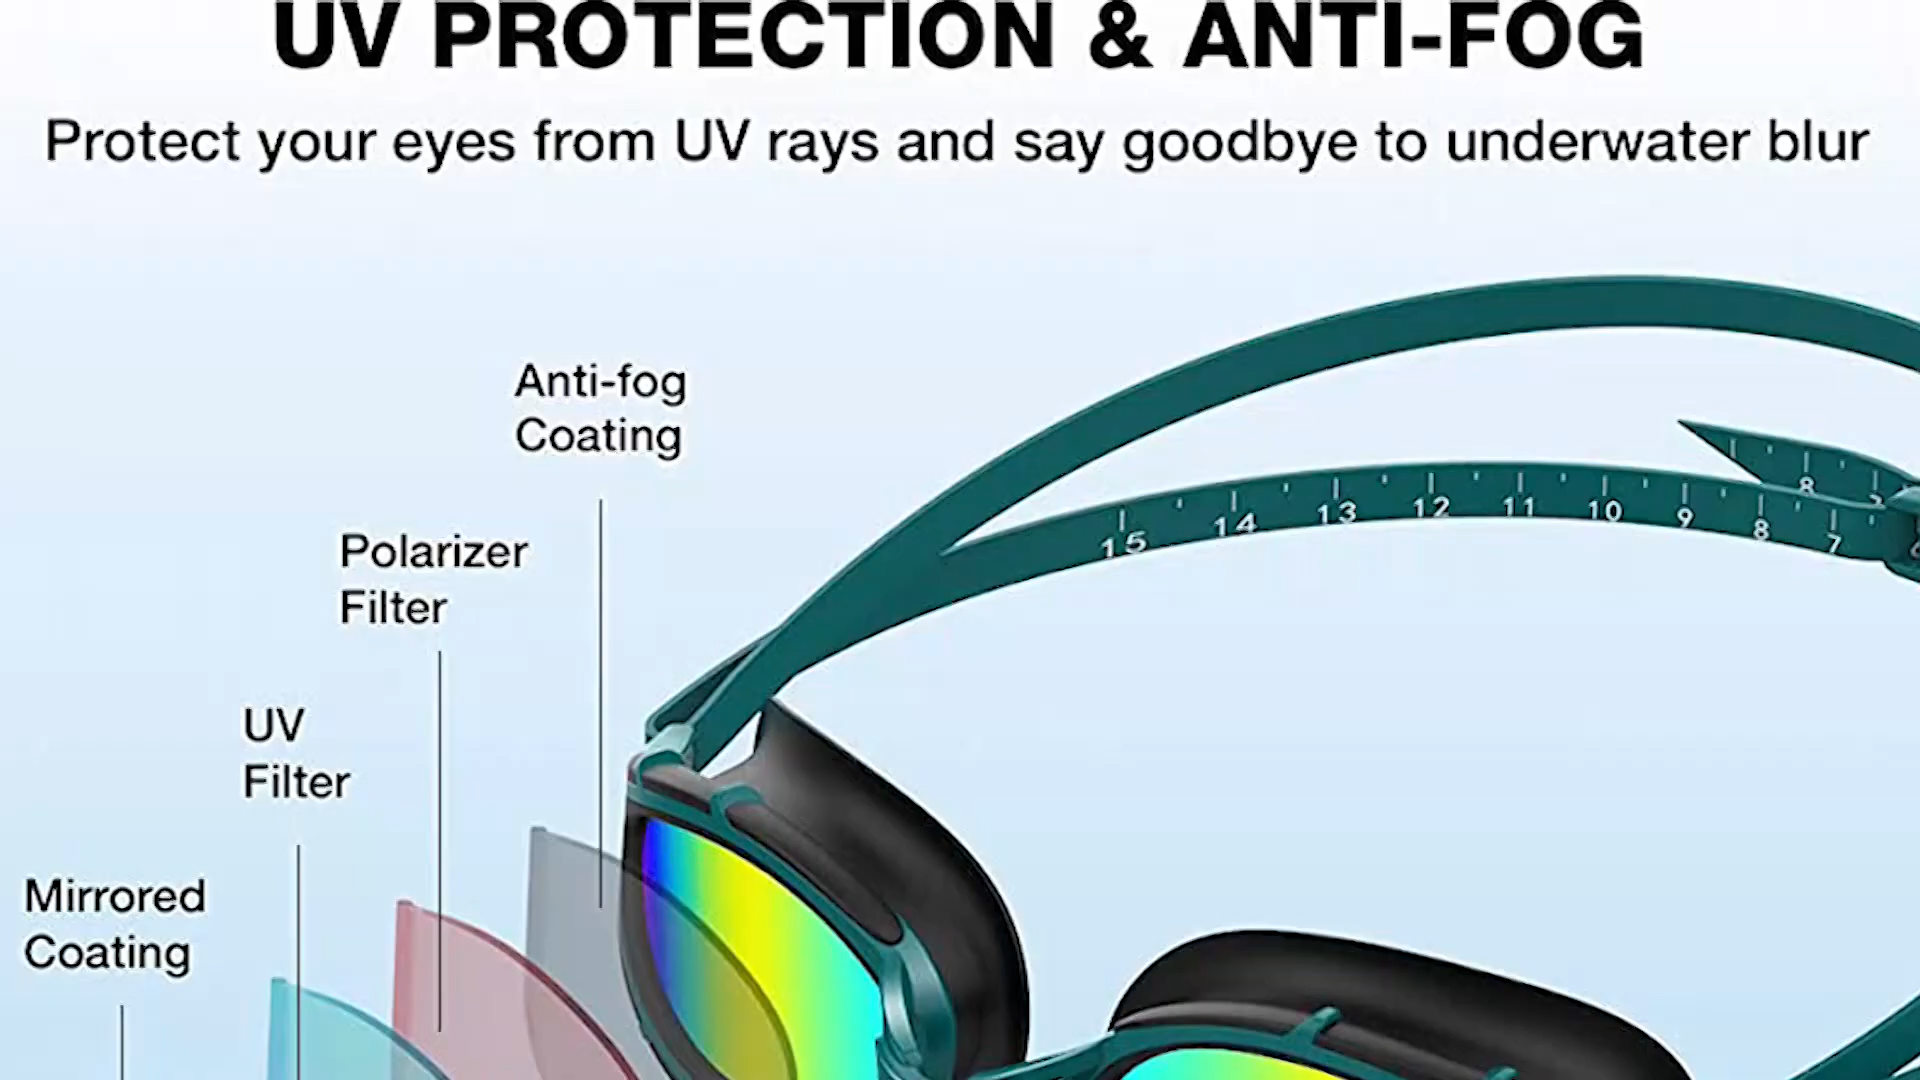 UV PROTECTION & ANTI-FOG
Protect your eyes from UV rays and say goodbye to underwater blur
Anti-fog
Coating
Polarizer
Filter
UV
Filter
Mirrored
Coating
15 14 13 12 11 10 9 8 7
8